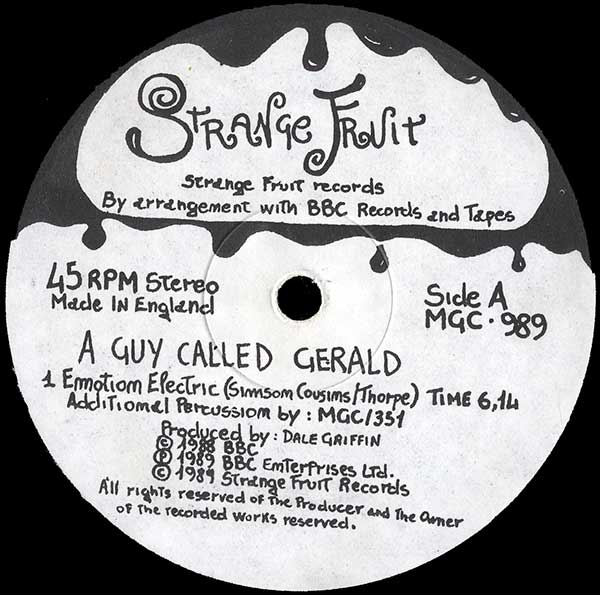 Strange Fruit
Strange Fruit records
By arrangement with BBC Records and Tapes
45 RPM Stereo
Made In England
Side A
MGC · 989
A GUY CALLED GERALD
1 Emotiom Electric (Simsom Cousims/Thorpe) TIME 6,14
Additiomal Percussiom by : MGC/351
Produced by : DALE GRIFFIN
© 1988 BBC
℗ 1989 BBC Emterprises Ltd.
© 1989 Strange Fruit Records
All rights reserved of the Producer and The Owner
of the recorded works reserved.